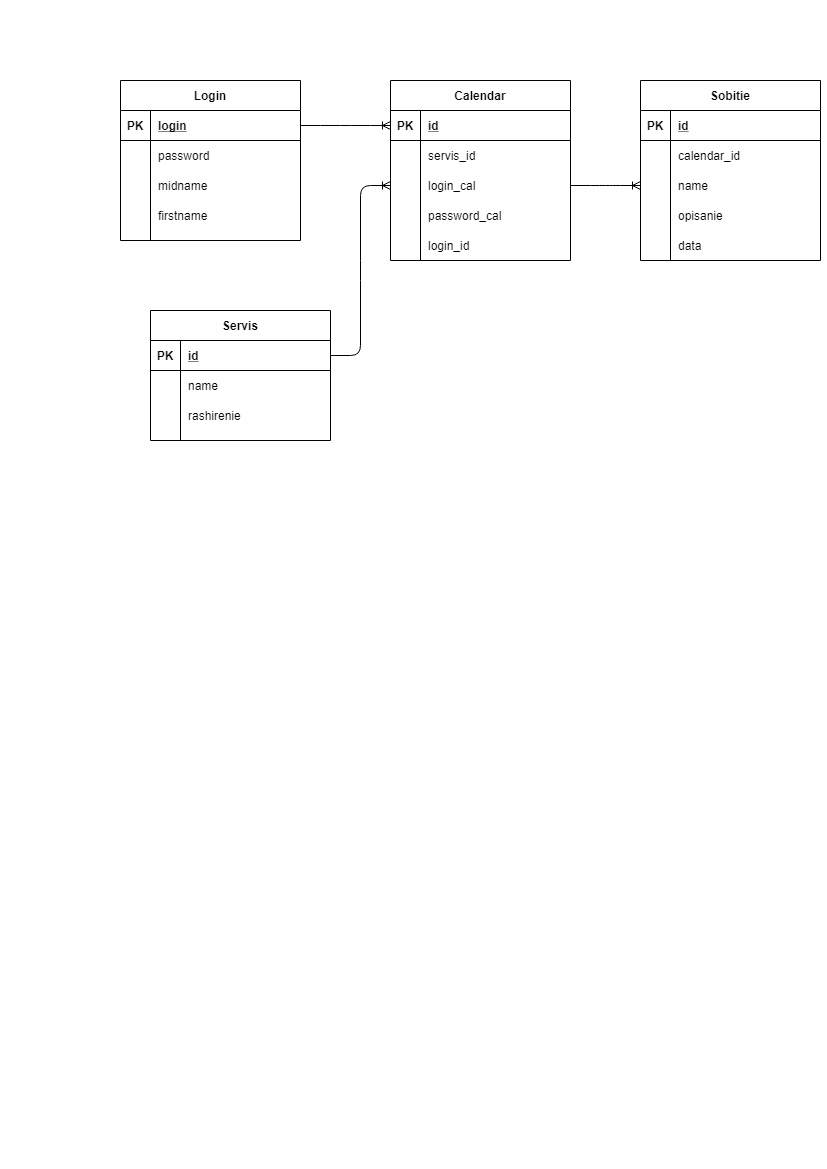 Login
PK login
password
midname
firstname
Calendar
PK id
servis_id
login_cal
password_cal
login_id
Sobitie
PK id
calendar_id
name
opisanie
data
Servis
PK id
name
rashirenie